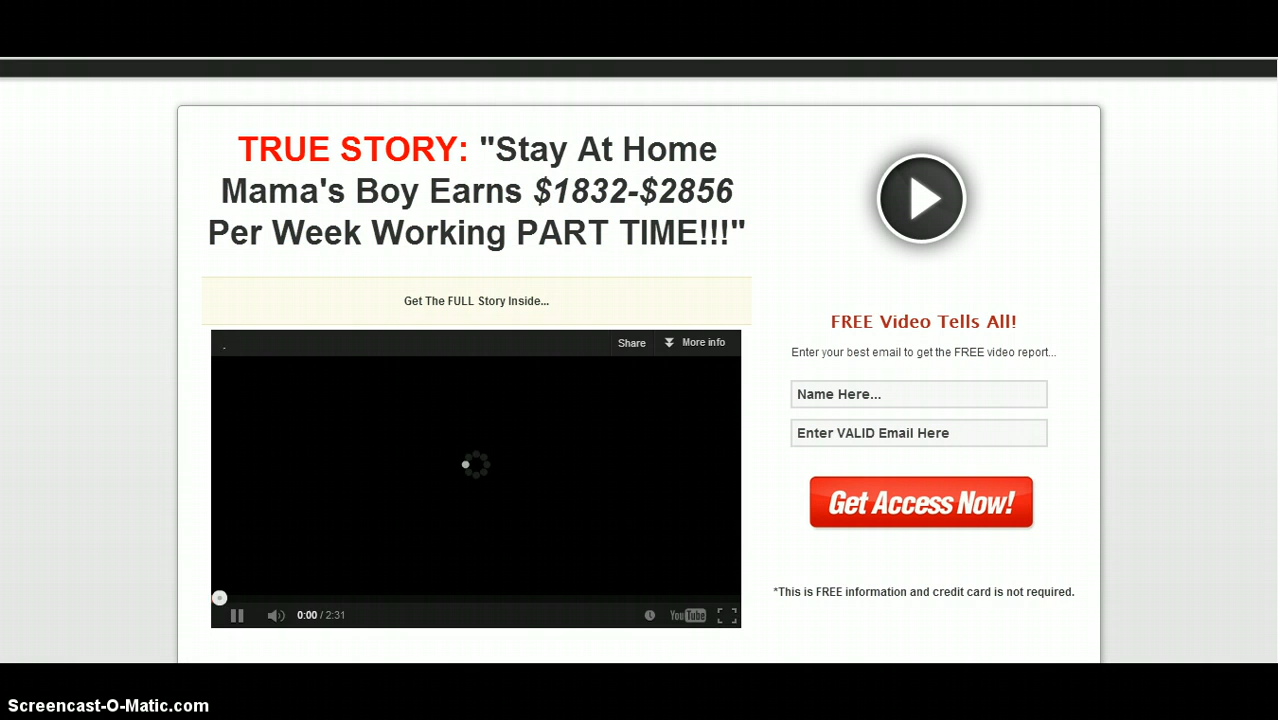 TRUE STORY: "Stay At Home
Mama's Boy Earns $1832-$2856
Per Week Working PART TIME!!!"
Get The FULL Story Inside...
.
Share
More info
0:00 / 2:31
YouTube
FREE Video Tells All!
Enter your best email to get the FREE video report...
Name Here...
Enter VALID Email Here
Get Access Now!
*This is FREE information and credit card is not required.
Screencast-O-Matic.com